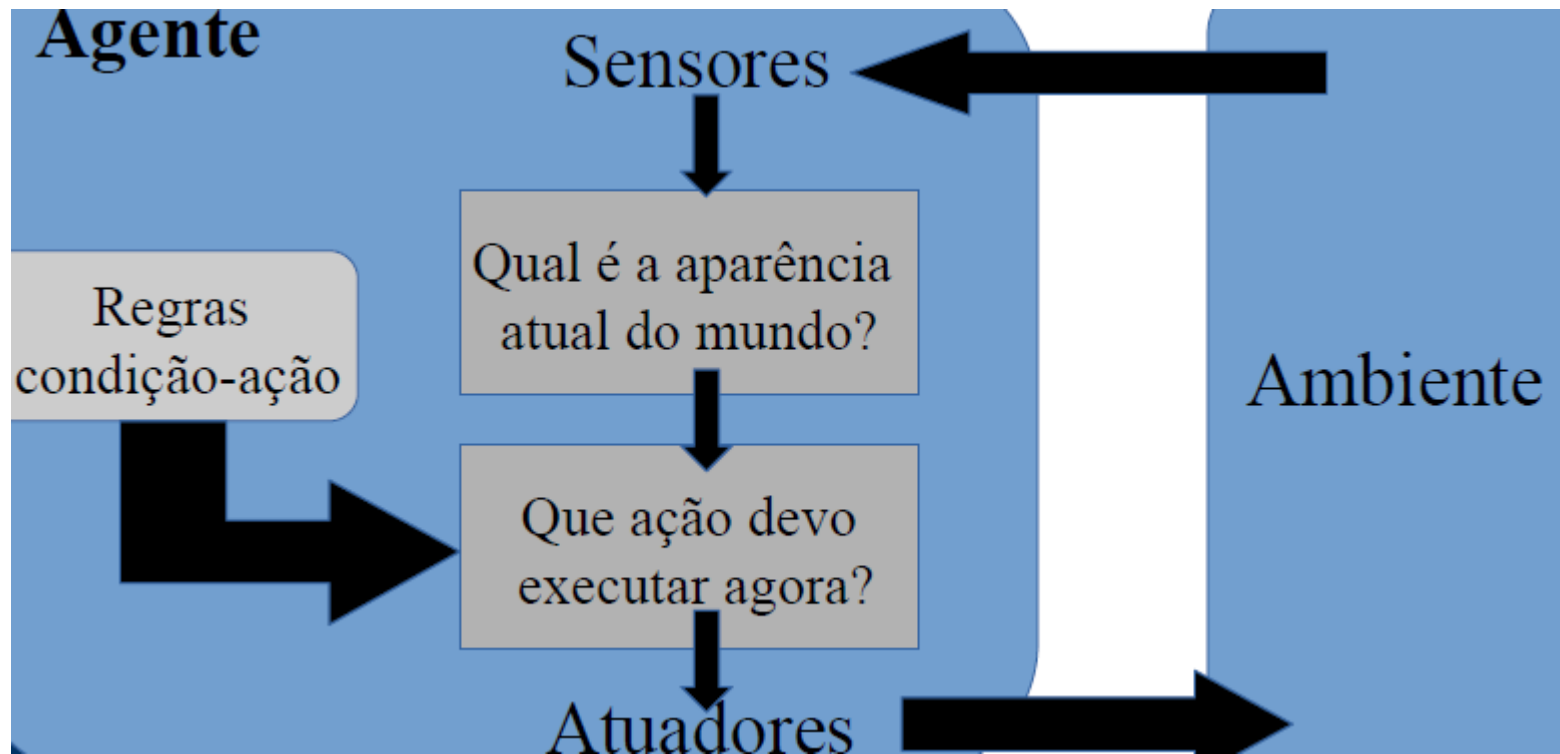 Agente
Sensores
Qual é a aparência
atual do mundo?
Regras
condição-ação
Ambiente
Que ação devo
executar agora?
Atuadores